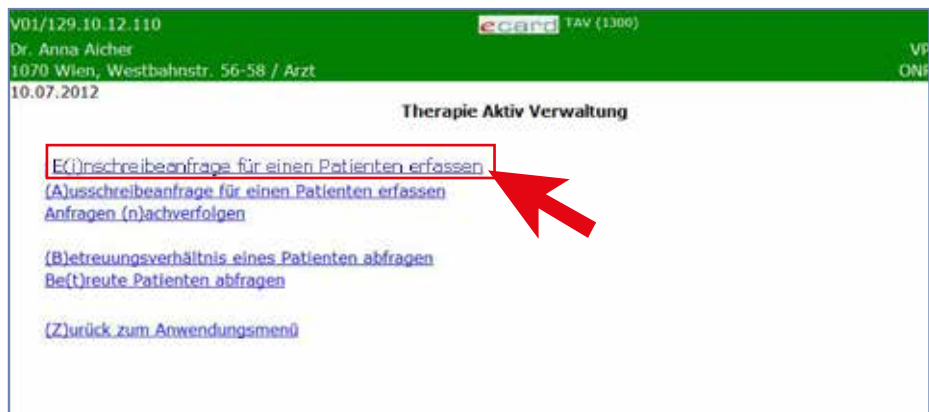 V01/129.10.12.110 ecard TAV (1300)
Dr. Anna Aicher VP
1070 Wien, Westbahnstr. 56-58 / Arzt ONR
10.07.2012
Therapie Aktiv Verwaltung
E(i)nschreibeanfrage für einen Patienten erfassen
(A)usschreibeanfrage für einen Patienten erfassen
Anfragen (n)achverfolgen
(B)etreuungsverhältnis eines Patienten abfragen
Be(t)reute Patienten abfragen
(Z)urück zum Anwendungsmenü